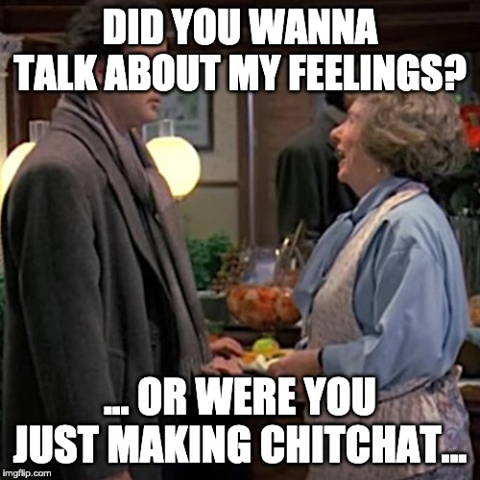 DID YOU WANNA
TALK ABOUT MY FEELINGS?
... OR WERE YOU
JUST MAKING CHITCHAT...
imgflip.com